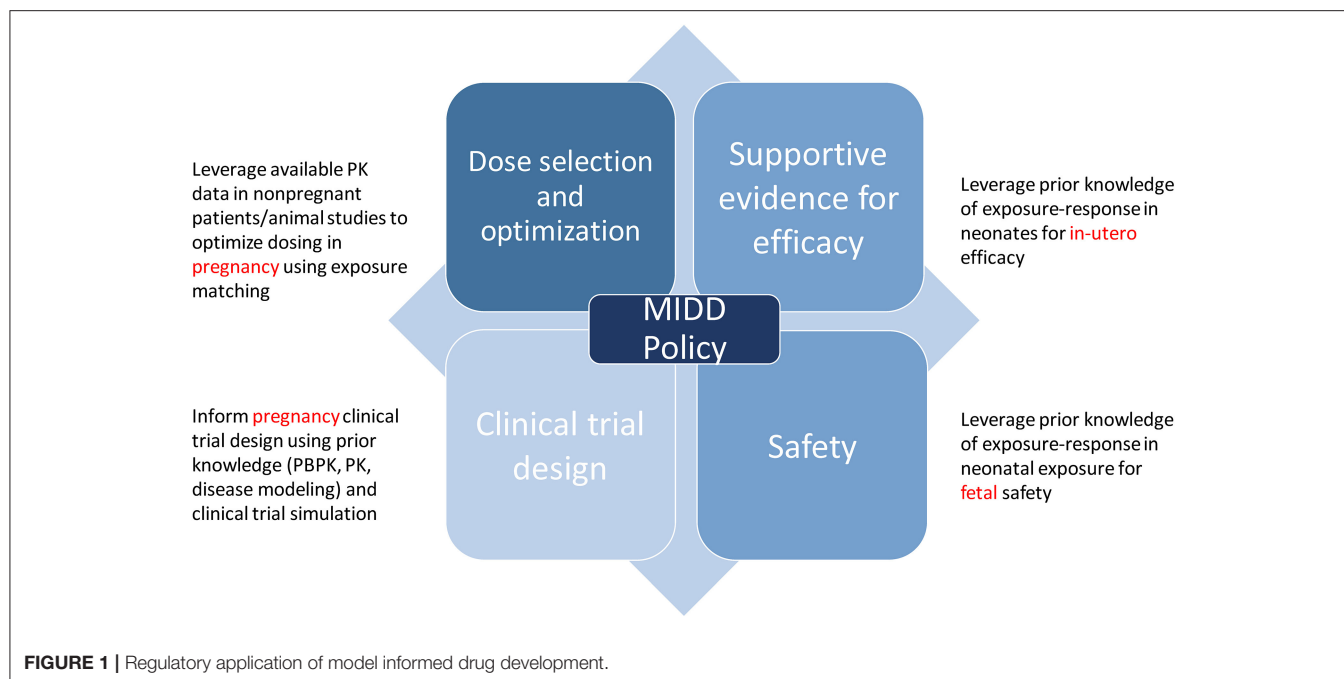 Leverage available PK
data in nonpregnant
patients/animal studies to
optimize dosing in
pregnancy using exposure
matching
Dose selection
and
optimization
Supportive
evidence for
efficacy
Leverage prior knowledge
of exposure-response in
neonates for in-utero
efficacy
MIDD
Policy
Inform pregnancy clinical
trial design using prior
knowledge (PBPK, PK,
disease modeling) and
clinical trial simulation
Clinical trial
design
Safety
Leverage prior knowledge
of exposure-response in
neonatal exposure for
fetal safety
FIGURE 1 | Regulatory application of model informed drug development.